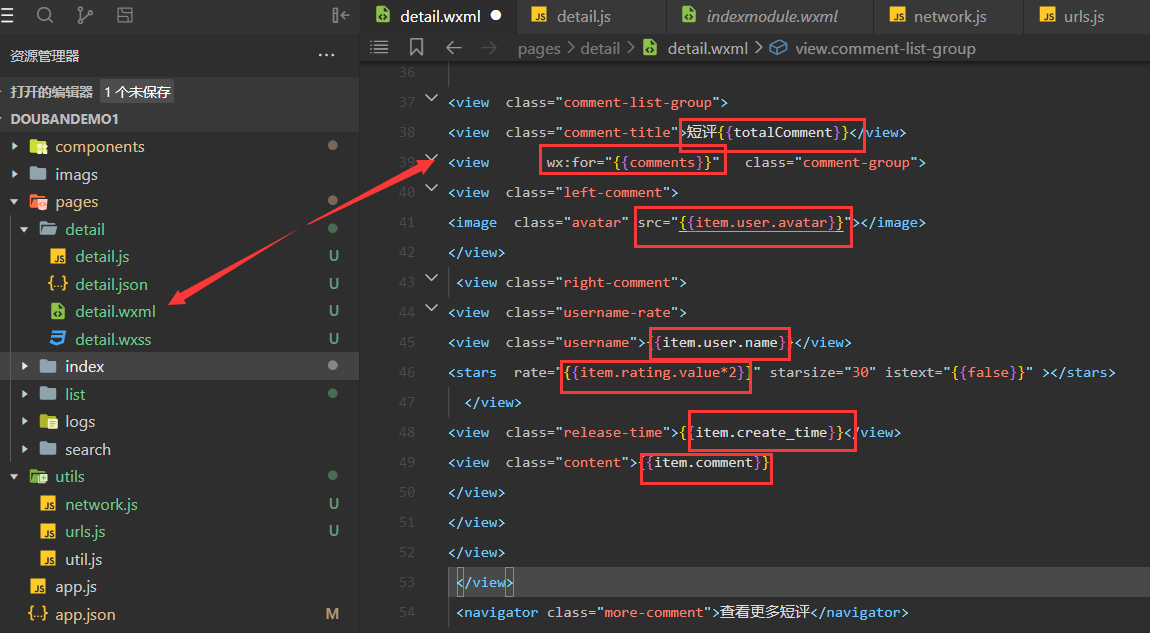 detail.wxml
detail.js
indexmodule.wxml
network.js
urls.js
资源管理器
pages > detail > detail.wxml > view.comment-list-group
打开的编辑器 1 个未保存
DOUBANDEMO1
components
imags
pages
detail
detail.js U
detail.json U
detail.wxml U
detail.wxss U
index
list
logs
search
utils
network.js U
urls.js U
util.js
app.js
app.json M
36
37 <view class="comment-list-group">
38 <view class="comment-title">短评{{totalComment}}</view>
39 <view wx:for="{{comments}}" class="comment-group">
40 <view class="left-comment">
41 <image class="avatar" src="{{item.user.avatar}}"></image>
42 </view>
43 <view class="right-comment">
44 <view class="username-rate">
45 <view class="username">{{item.user.name}}</view>
46 <stars rate="{{item.rating.value*2}}" starsize="30" istext="{{false}}" ></stars>
47 </view>
48 <view class="release-time">{{item.create_time}}</view>
49 <view class="content">{{item.comment}}
50 </view>
51 </view>
52 </view>
53 </view>
54 <navigator class="more-comment">查看更多短评</navigator>